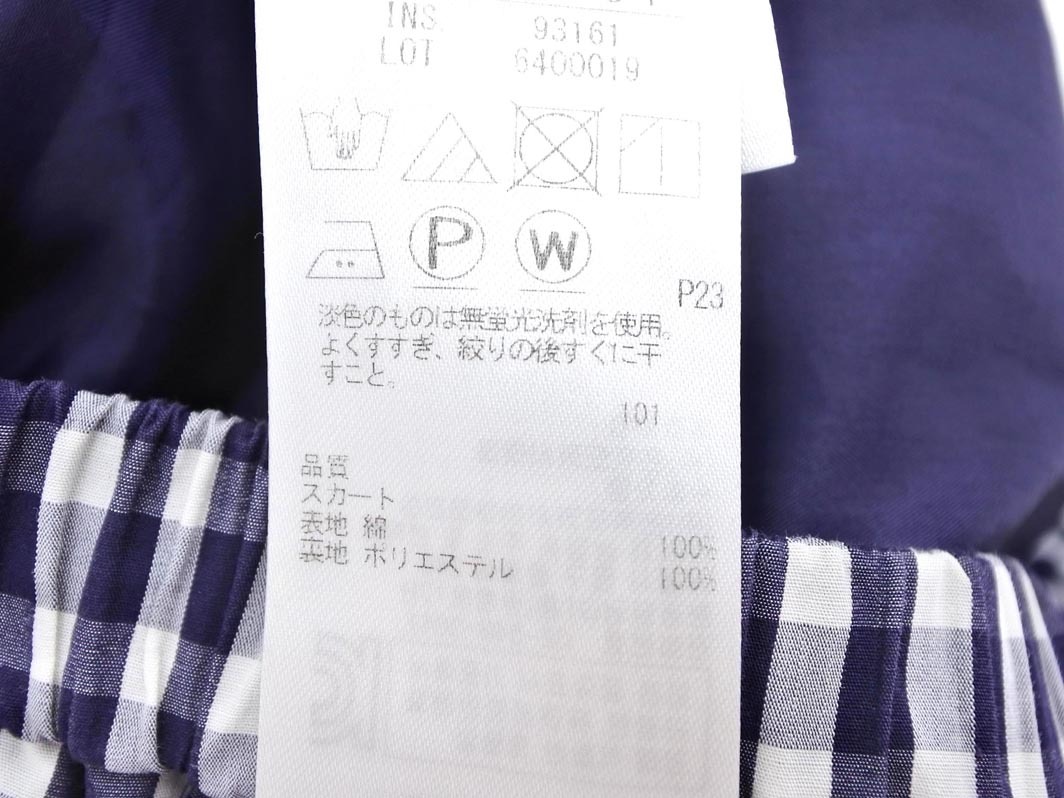 INS. 93161
LOT 6400019
P
W
P23
淡色のものは無蛍光洗剤を使用。
よくすすぎ、絞りの後すぐに干
すこと。
101
品質
スカート
表地 綿 100%
裏地 ポリエステル 100%